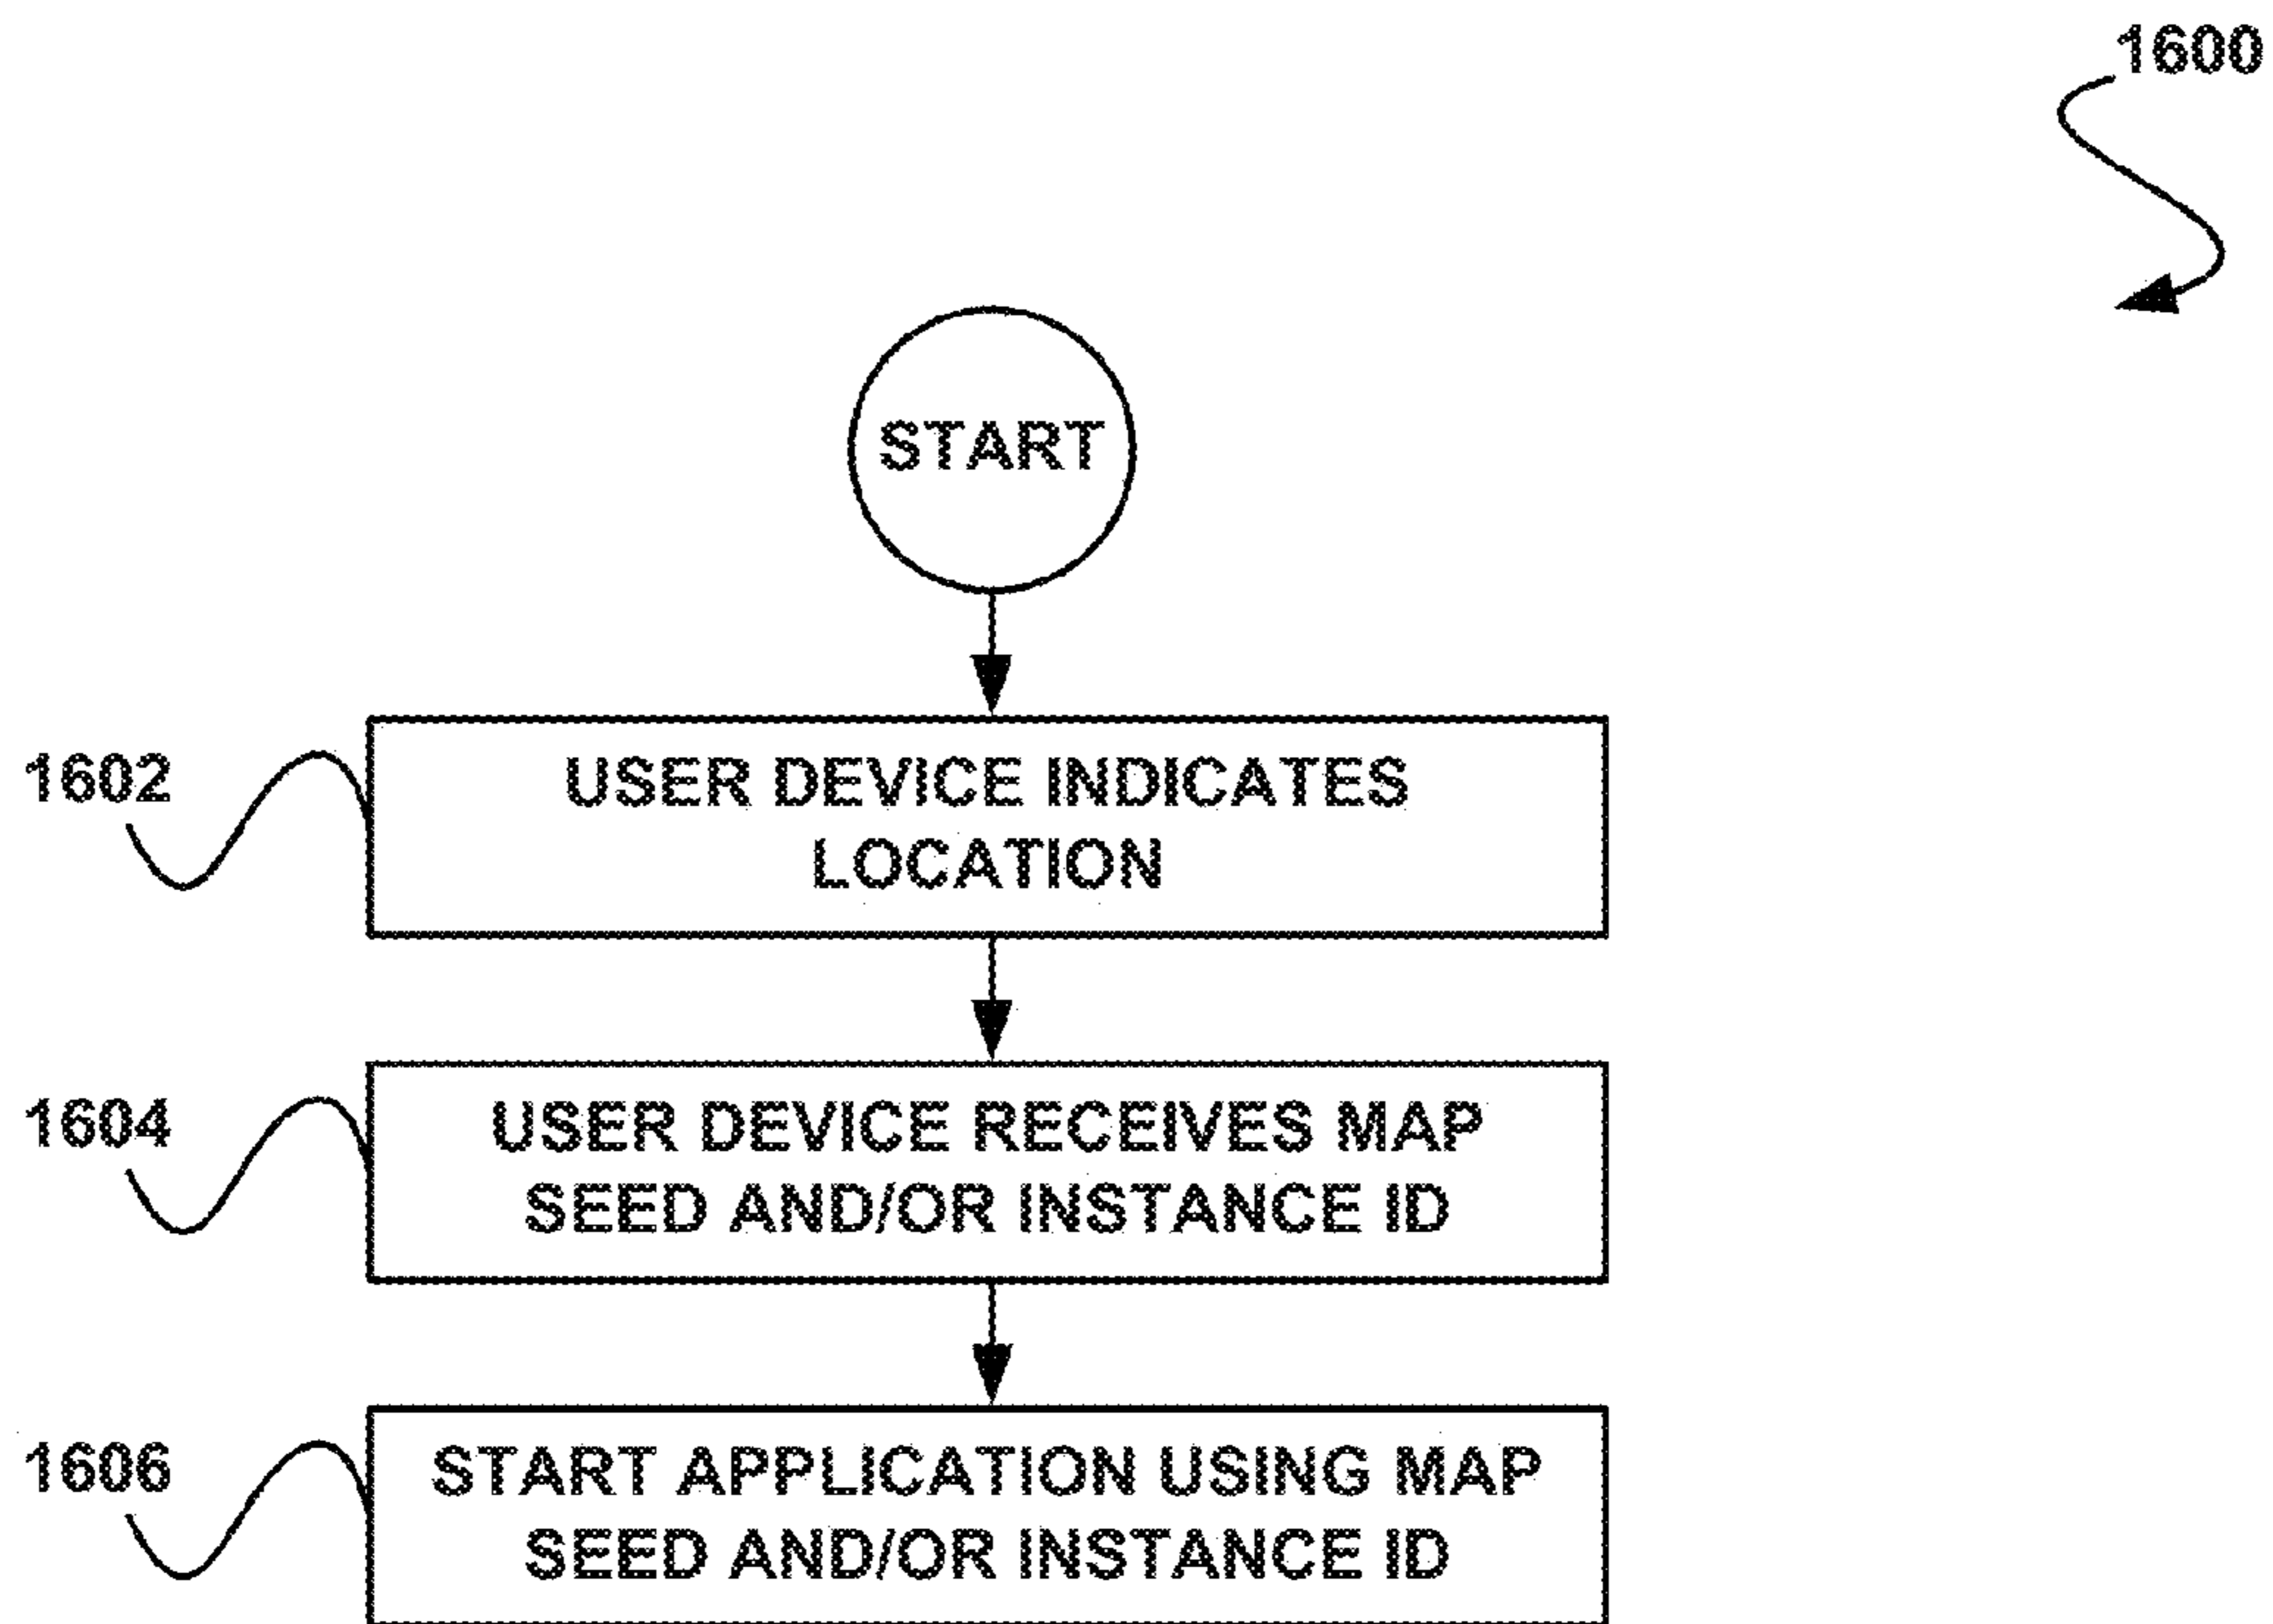 1600
START
1602
USER DEVICE INDICATES
LOCATION
1604
USER DEVICE RECEIVES MAP
SEED AND/OR INSTANCE ID
1606
START APPLICATION USING MAP
SEED AND/OR INSTANCE ID